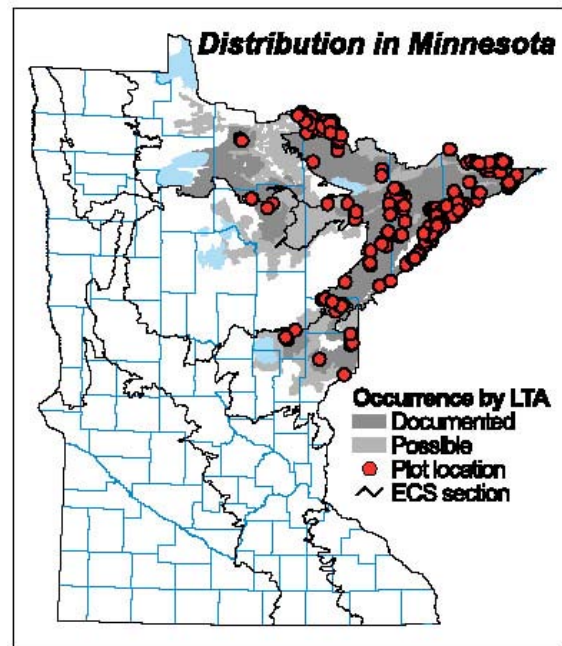 Distribution in Minnesota
Occurrence by LTA
Documented
Possible
Plot location
ECS section